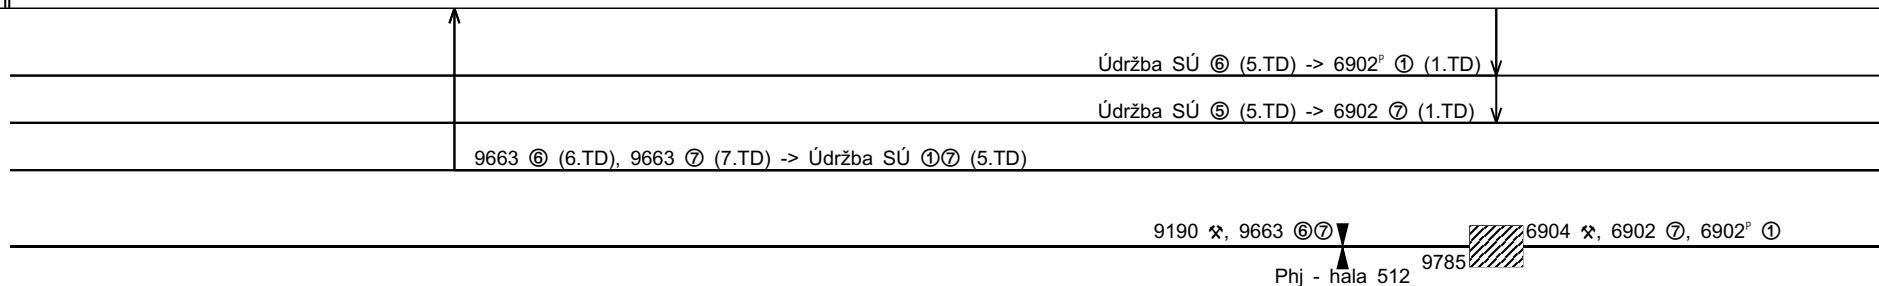 Údržba SÚ ⑥ (5.TD) -> 6902ᴾ ① (1.TD)
Údržba SÚ ⑤ (5.TD) -> 6902 ⑦ (1.TD)
9663 ⑥ (6.TD), 9663 ⑦ (7.TD) -> Údržba SÚ ①⑦ (5.TD)
9190 ⚒, 9663 ⑥⑦
6904 ⚒, 6902 ⑦, 6902ᴾ ①
9785
Phj - hala 512